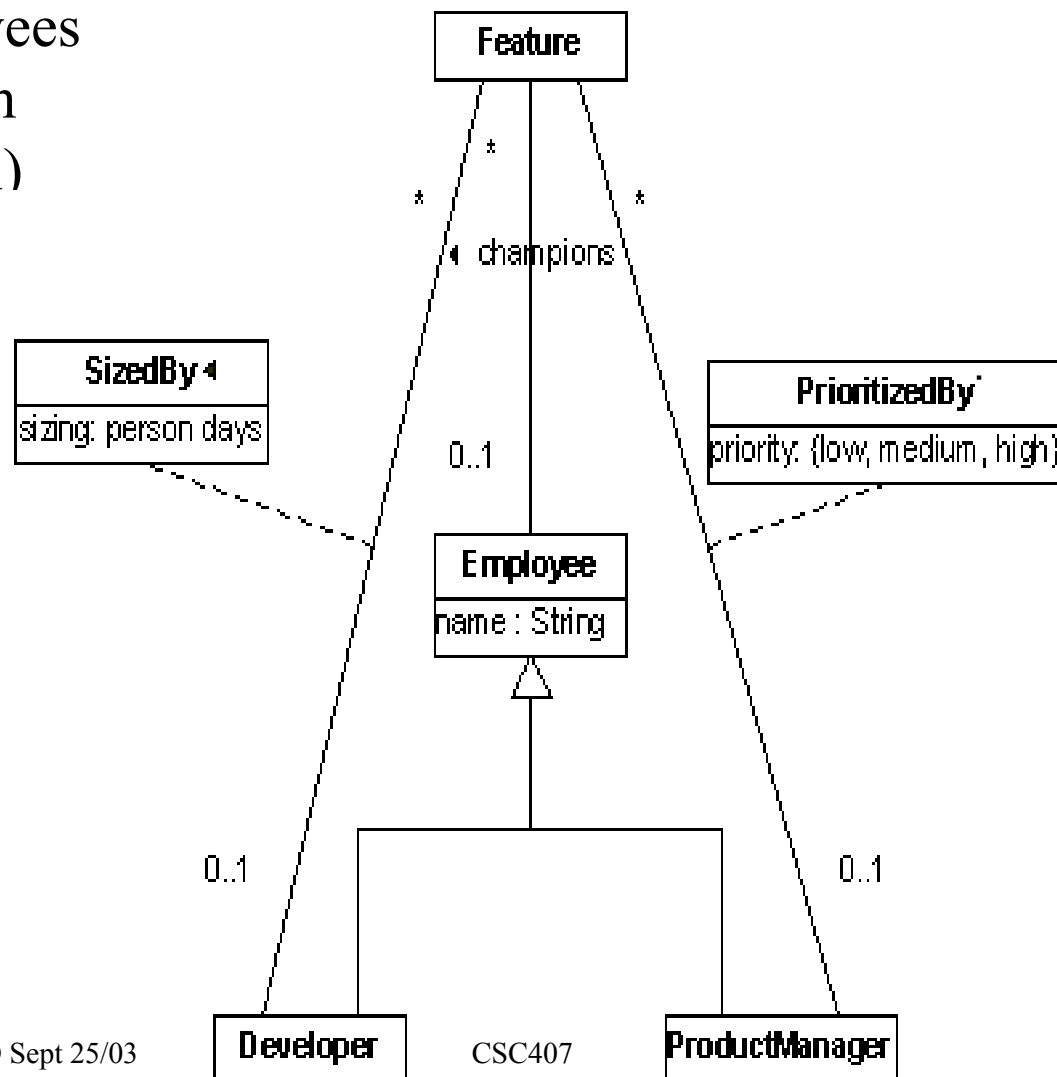 Feature
*
*
*
◄ champions
SizedBy ◄
sizing: person days
PrioritizedBy
priority: {low, medium, high}
0..1
Employee
name : String
0..1
0..1
Sept 25/03
Developer
CSC407
ProductManager